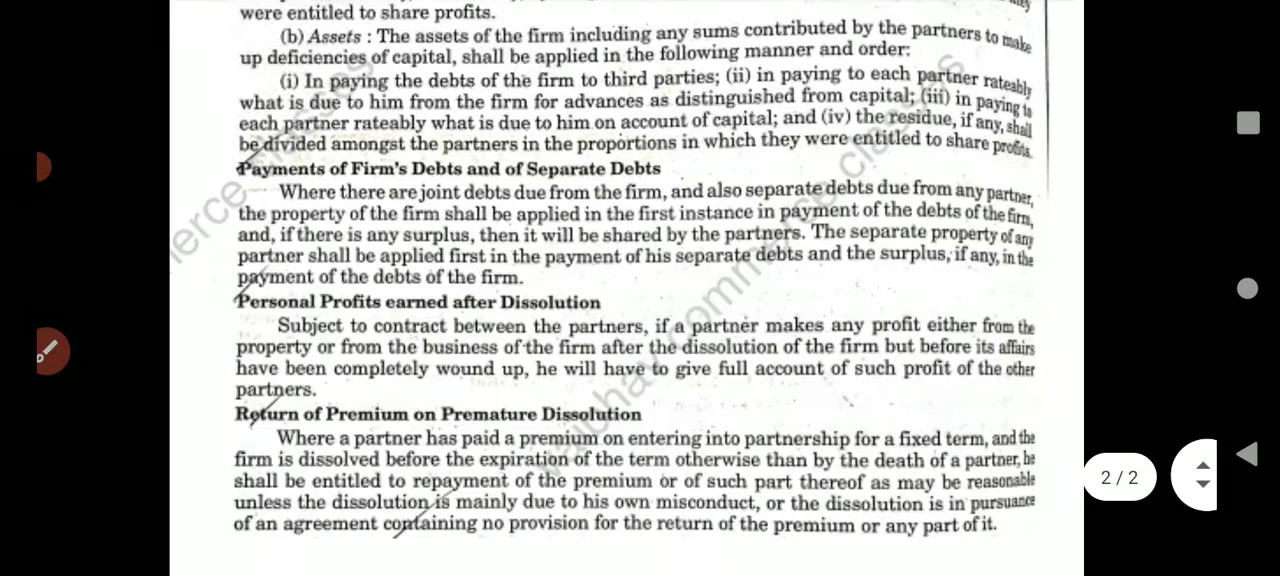 were entitled to share profits.
(b) Assets : The assets of the firm including any sums contributed by the partners to make
up deficiencies of capital, shall be applied in the following manner and order:
(i) In paying the debts of the firm to third parties; (ii) in paying to each partner rateably
what is due to him from the firm for advances as distinguished from capital; (iii) in paying to
each partner rateably what is due to him on account of capital; and (iv) the residue, if any, shall
be divided amongst the partners in the proportions in which they were entitled to share profits.
Payments of Firm's Debts and of Separate Debts
Where there are joint debts due from the firm, and also separate debts due from any partner,
the property of the firm shall be applied in the first instance in payment of the debts of the firm,
and, if there is any surplus, then it will be shared by the partners. The separate property of any
partner shall be applied first in the payment of his separate debts and the surplus, if any, in the
payment of the debts of the firm.
Personal Profits earned after Dissolution
Subject to contract between the partners, if a partner makes any profit either from the
property or from the business of the firm after the dissolution of the firm but before its affairs
have been completely wound up, he will have to give full account of such profit of the other
partners.
Return of Premium on Premature Dissolution
Where a partner has paid a premium on entering into partnership for a fixed term, and the
firm is dissolved before the expiration of the term otherwise than by the death of a partner, he
shall be entitled to repayment of the premium or of such part thereof as may be reasonable
unless the dissolution is mainly due to his own misconduct, or the dissolution is in pursuance
of an agreement containing no provision for the return of the premium or any part of it.
2 / 2
vaibhav commerce classes